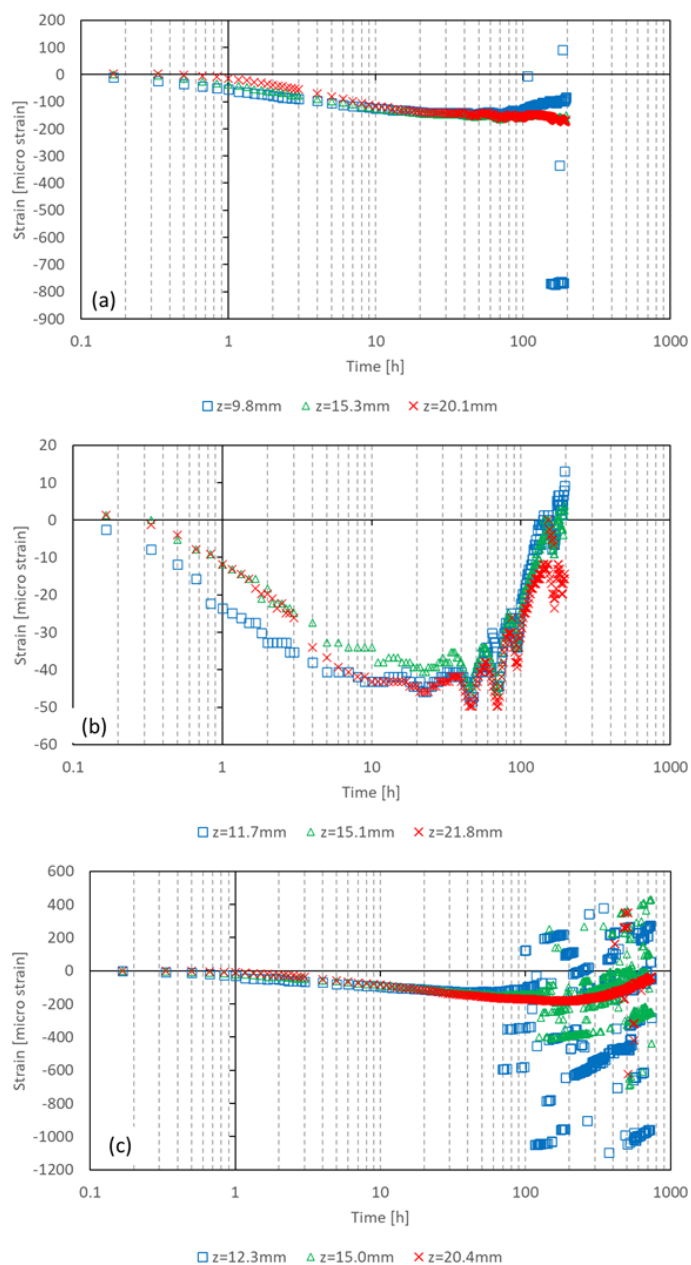 200
100
0
-100
-200
-300
-400
-500
-600
-700
-800
-900
Strain [micro strain]
(a)
0.1 1 10 100 1000
Time [h]
z=9.8mm z=15.3mm z=20.1mm
20
10
0
-10
-20
-30
-40
-50
-60
Strain [micro strain]
(b)
0.1 1 10 100 1000
Time [h]
z=11.7mm z=15.1mm z=21.8mm
600
400
200
0
-200
-400
-600
-800
-1000
-1200
Strain [micro strain]
(c)
0.1 1 10 100 1000
Time [h]
z=12.3mm z=15.0mm z=20.4mm